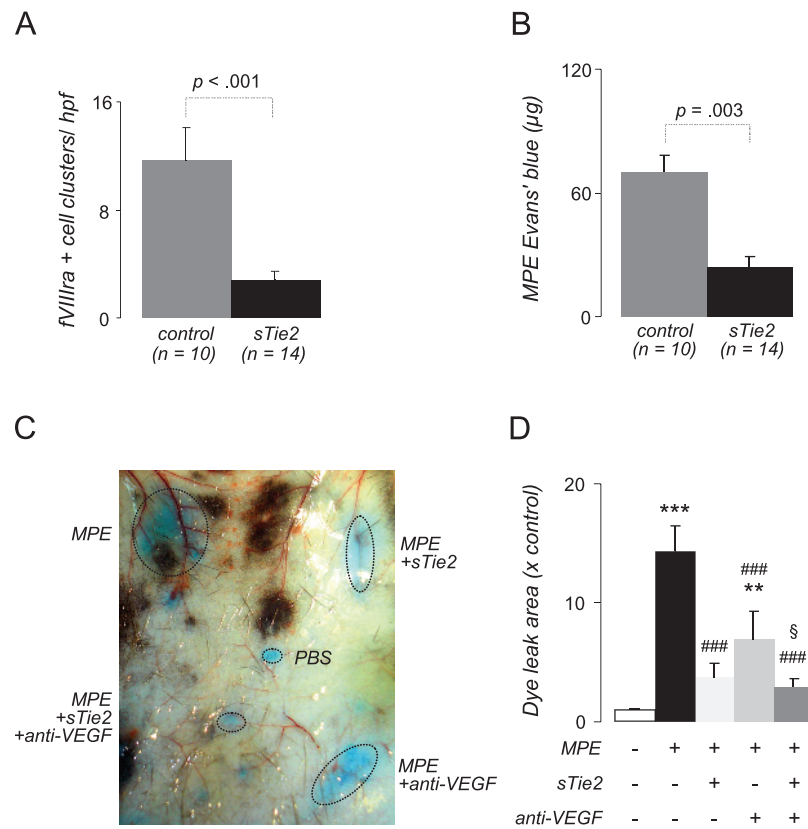 A
fVIIIra + cell clusters/ hpf
16
8
0
p < .001
control
(n = 10)
sTie2
(n = 14)
B
MPE Evans' blue (μg)
120
60
0
p = .003
control
(n = 10)
sTie2
(n = 14)
C
MPE
MPE
+sTie2
PBS
MPE
+sTie2
+anti-VEGF
MPE
+anti-VEGF
D
Dye leak area (x control)
20
10
0
***
###
###
**
§
###
MPE - + + + +
sTie2 - - + - +
anti-VEGF - - - + +